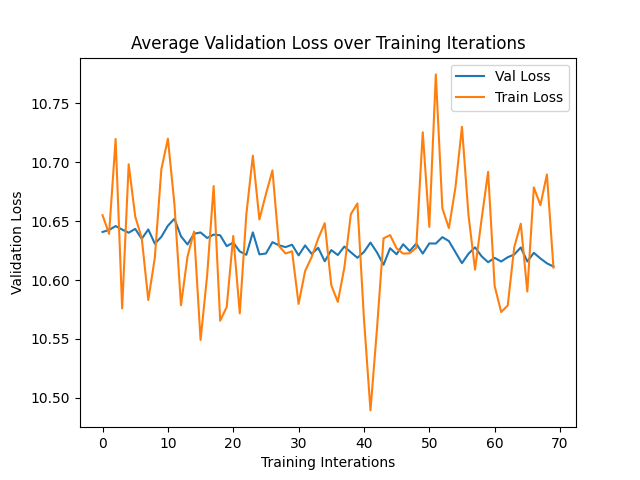 Average Validation Loss over Training Iterations
Val Loss
Train Loss
10.75
10.70
10.65
10.60
10.55
10.50
Validation Loss
0 10 20 30 40 50 60 70
Training Interations